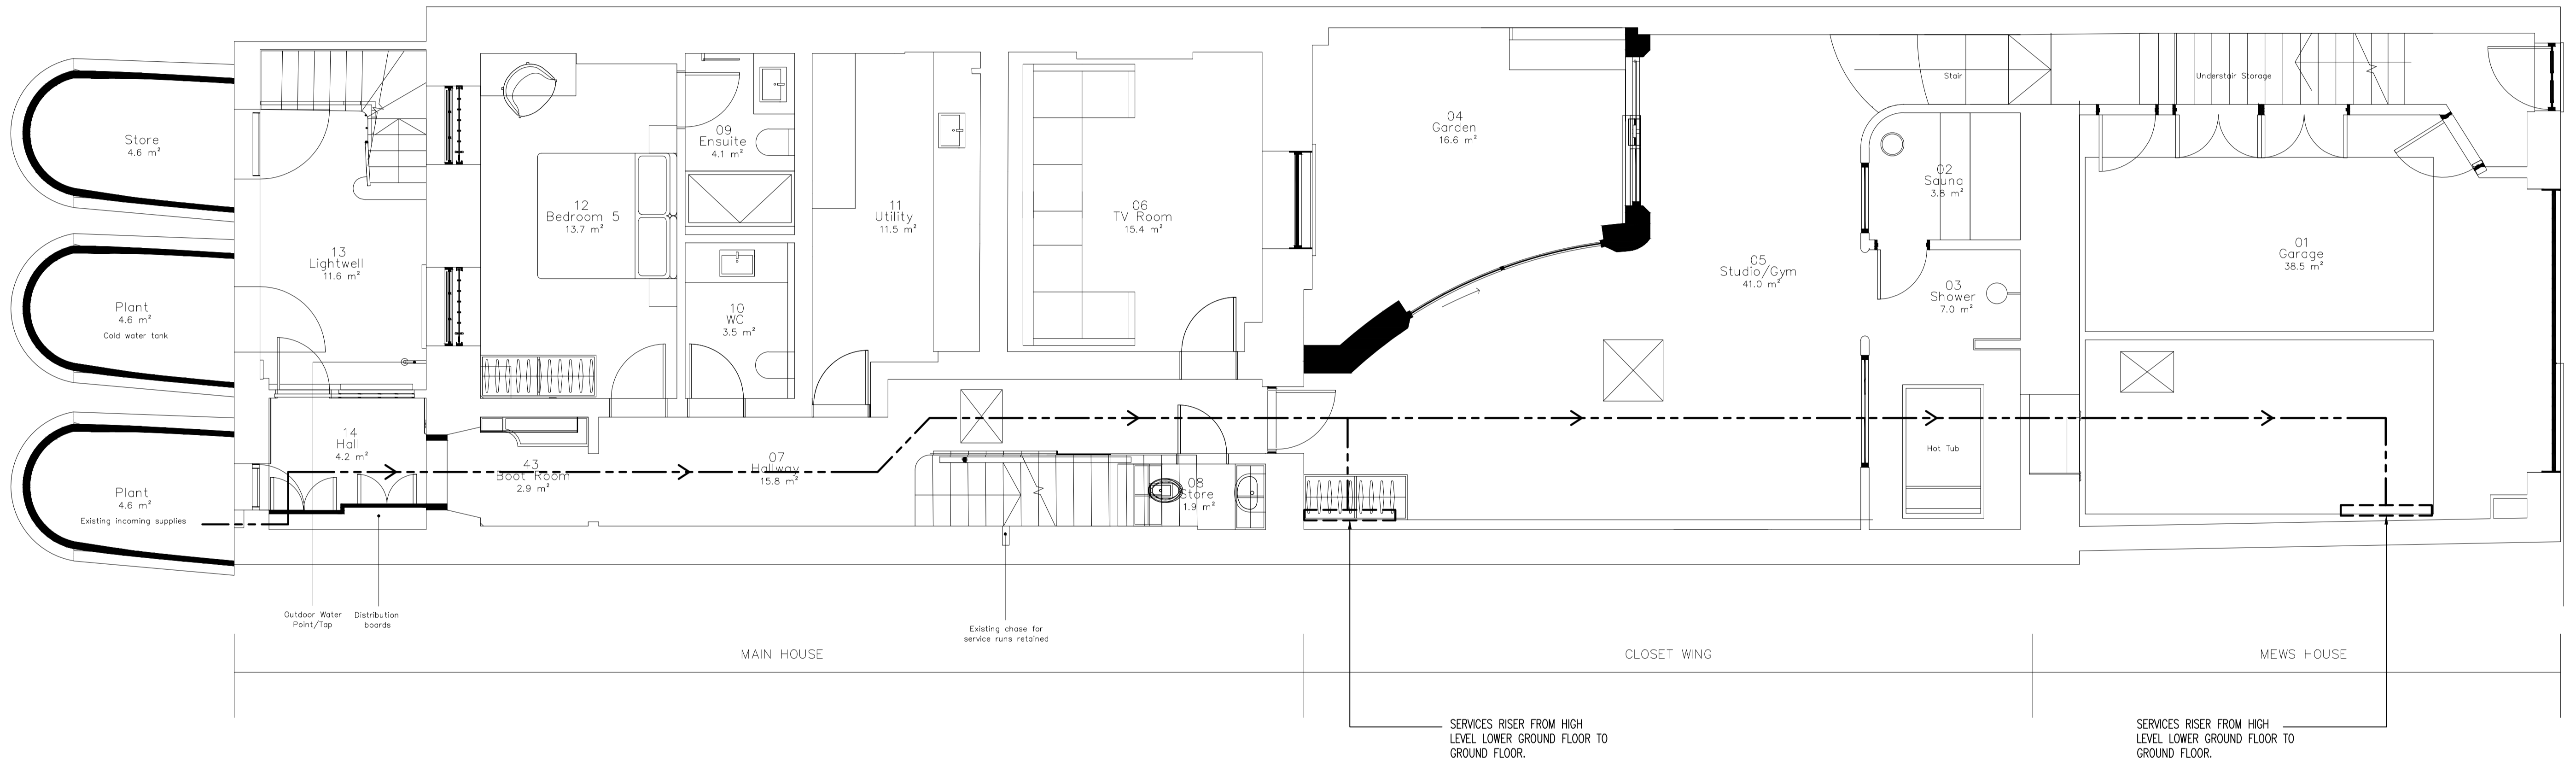 Store
4.6 m²
Plant
4.6 m²
Cold water tank
Plant
4.6 m²
Existing incoming supplies
13
Lightwell
11.6 m²
14
Hall
4.2 m²
12
Bedroom 5
13.7 m²
09
Ensuite
4.1 m²
10
WC
3.5 m²
11
Utility
11.5 m²
06
TV Room
15.4 m²
43
Boot Room
2.9 m²
07
Hallway
15.8 m²
08
Store
1.9 m²
04
Garden
16.6 m²
05
Studio/Gym
41.0 m²
Stair
02
Sauna
3.8 m²
03
Shower
7.0 m²
Hot Tub
Understair Storage
01
Garage
38.5 m²
Outdoor Water
Point/Tap
Distribution
boards
Existing chase for
service runs retained
MAIN HOUSE
CLOSET WING
MEWS HOUSE
SERVICES RISER FROM HIGH
LEVEL LOWER GROUND FLOOR TO
GROUND FLOOR.
SERVICES RISER FROM HIGH
LEVEL LOWER GROUND FLOOR TO
GROUND FLOOR.